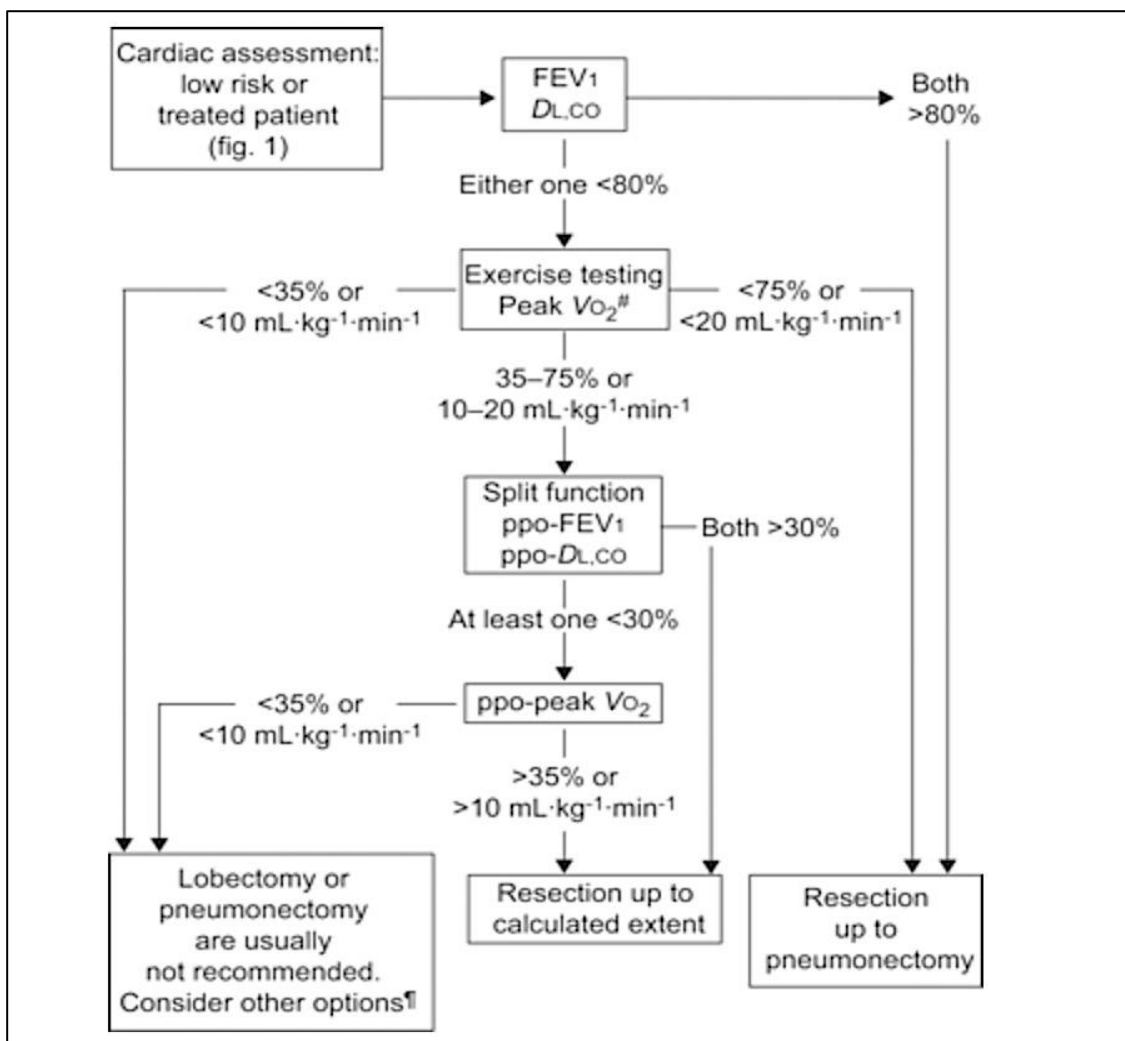 Cardiac assessment:
low risk or
treated patient
(fig. 1)
FEV1
DL,CO
Both
>80%
Either one <80%
Exercise testing
Peak VO2#
<35% or
<10 mL·kg-1·min-1
<75% or
<20 mL·kg-1·min-1
35–75% or
10–20 mL·kg-1·min-1
Split function
ppo-FEV1
ppo-DL,CO
Both >30%
At least one <30%
ppo-peak VO2
<35% or
<10 mL·kg-1·min-1
>35% or
>10 mL·kg-1·min-1
Lobectomy or
pneumonectomy
are usually
not recommended.
Consider other options¶
Resection up to
calculated extent
Resection
up to
pneumonectomy